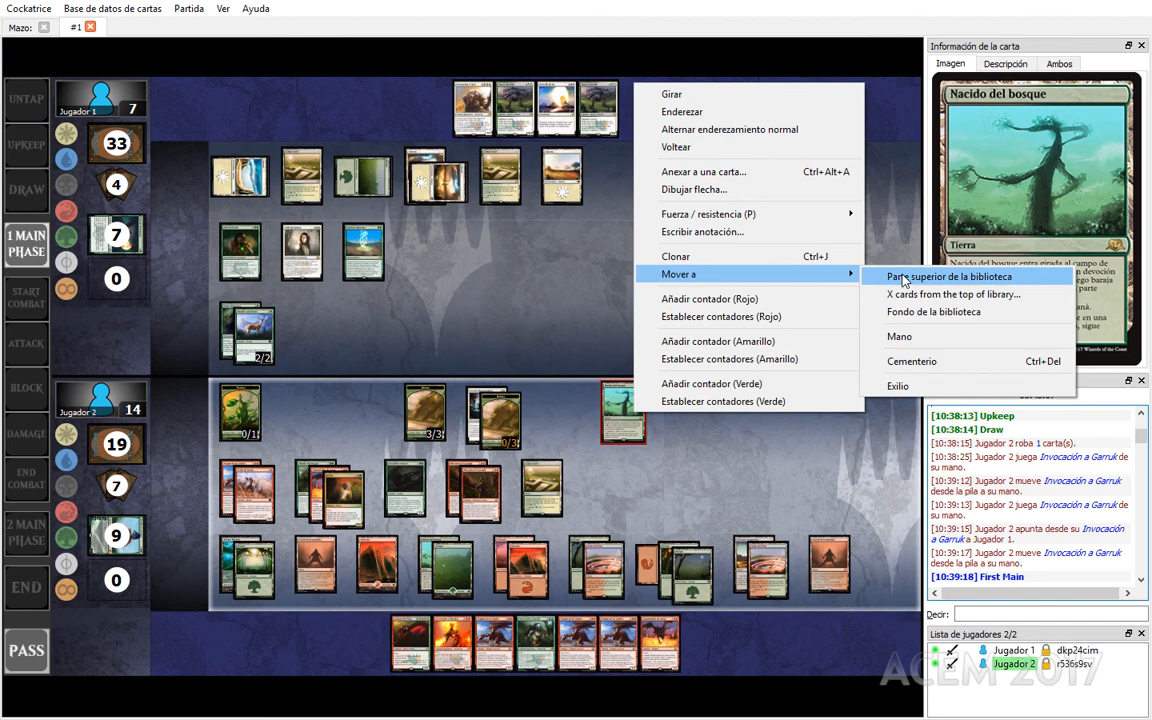 Cockatrice Base de datos de cartas Partida Ver Ayuda
Mazo: #1
UNTAP
UPKEEP
DRAW
1 MAIN
PHASE
START
COMBAT
ATTACK
BLOCK
DAMAGE
END
COMBAT
2 MAIN
PHASE
END
PASS
Jugador 1 7
33
4
7
0
2/2
Jugador 2 14
19
7
9
0
0/1
3/3
0/3
Girar
Enderezar
Alternar enderezamiento normal
Voltear
Anexar a una carta... Ctrl+Alt+A
Dibujar flecha...
Fuerza / resistencia (P)
Escribir anotación...
Clonar Ctrl+J
Mover a
Añadir contador (Rojo)
Establecer contadores (Rojo)
Añadir contador (Amarillo)
Establecer contadores (Amarillo)
Añadir contador (Verde)
Establecer contadores (Verde)
Parte superior de la biblioteca
X cards from the top of library...
Fondo de la biblioteca
Mano
Cementerio Ctrl+Del
Exilio
Información de la carta
Imagen Descripción Ambos
Nacido del bosque
Tierra
[10:38:13] Upkeep
[10:38:14] Draw
[10:38:15] Jugador 2 roba 1 carta(s).
[10:38:25] Jugador 2 juega Invocación a Garruk de
su mano.
[10:39:12] Jugador 2 mueve Invocación a Garruk
desde la pila a su mano.
[10:39:12] Jugador 2 juega Invocación a Garruk de
su mano.
[10:39:15] Jugador 2 apunta desde su Invocación
a Garruk a Jugador 1.
[10:39:17] Jugador 2 mueve Invocación a Garruk
desde la pila a su mano.
[10:39:18] First Main
Decir:
Lista de jugadores 2/2
Jugador 1 dkp24cim
Jugador 2 r536s9sv
ACEM 2017